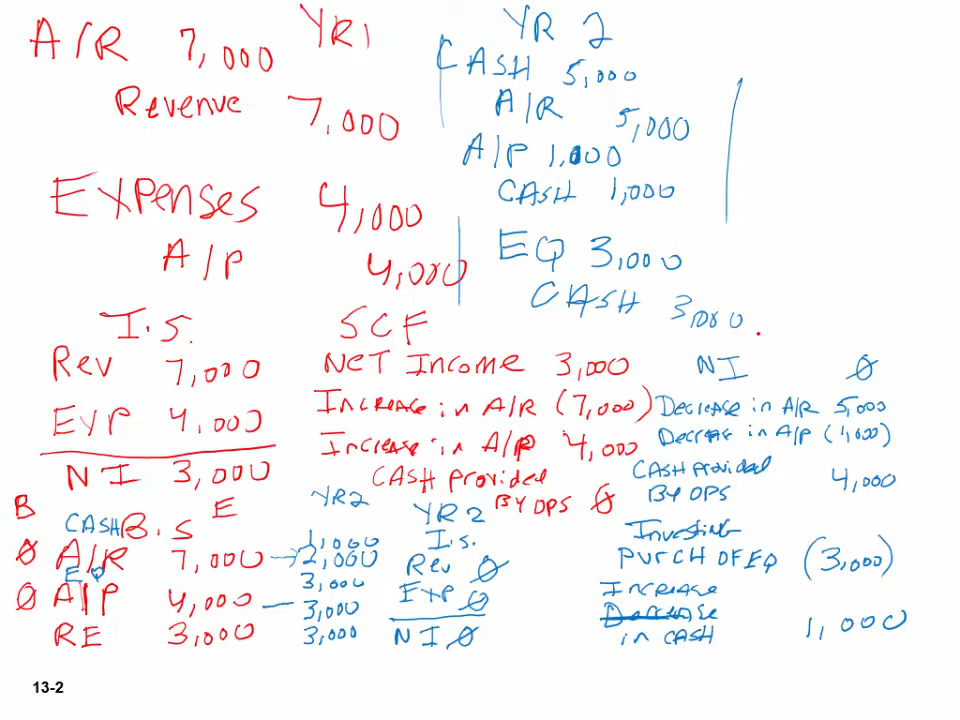 A/R 7,000 YR1
Revenue 7,000
Expenses 4,000
A/P 4,000
YR 2
CASH 5,000
A/R 5,000
A/P 1,000
CASH 1,000
EQ 3,000
CASH 3,000
I.S.
Rev 7,000
EXP 4,000
NI 3,000
SCF
NET Income 3,000
Increase in A/R (7,000)
Increase in A/P 4,000
CASH provided
BY OPS 0
NI 0
Decrease in A/R 5,000
Decrease in A/P (1,000)
CASH provided
BY OPS 4,000
Investing
PURCH OF EQ (3,000)
Increase
Decrease
in CASH 1,000
B B.S E YR2
CASH 1,000
0 A/R 7,000 → 2,000
EQ 3,000
0 A/P 4,000 — 3,000
RE 3,000 3,000
YR 2
I.S.
Rev 0
EXP 0
NI 0
13-2